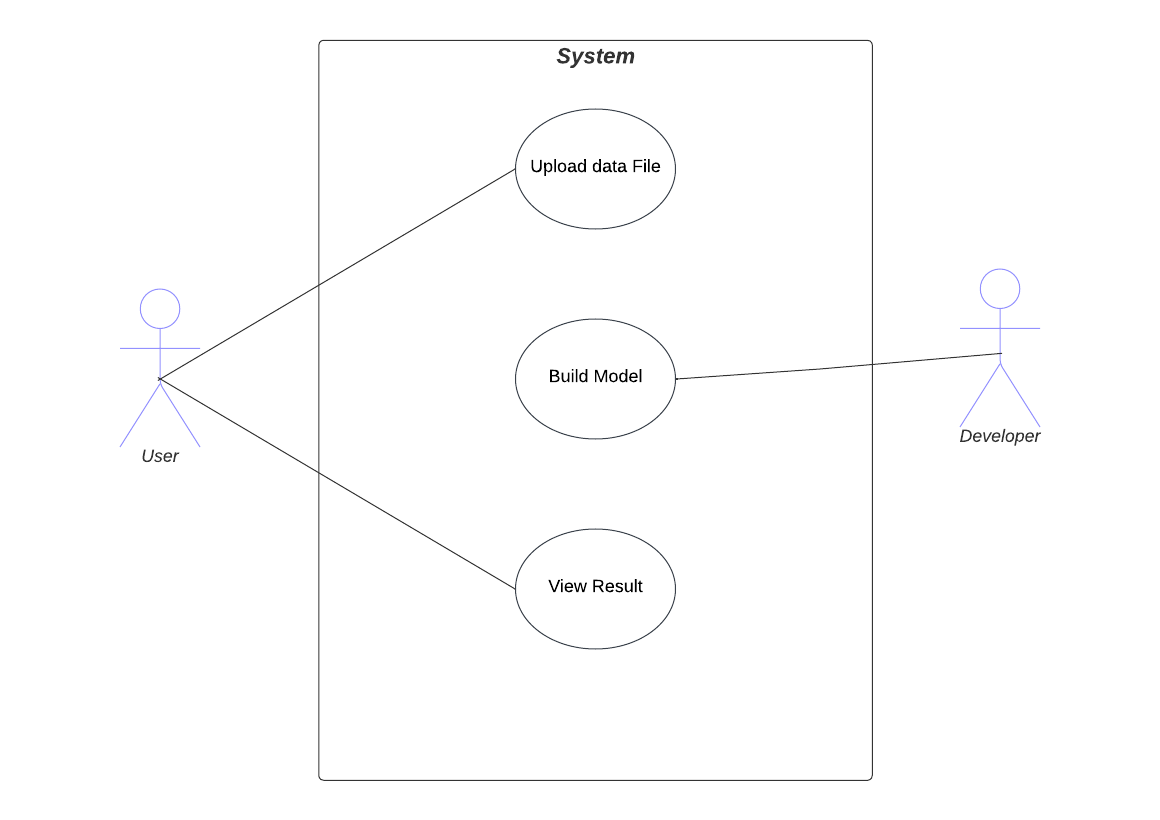 System
Upload data File
Build Model
Developer
User
View Result